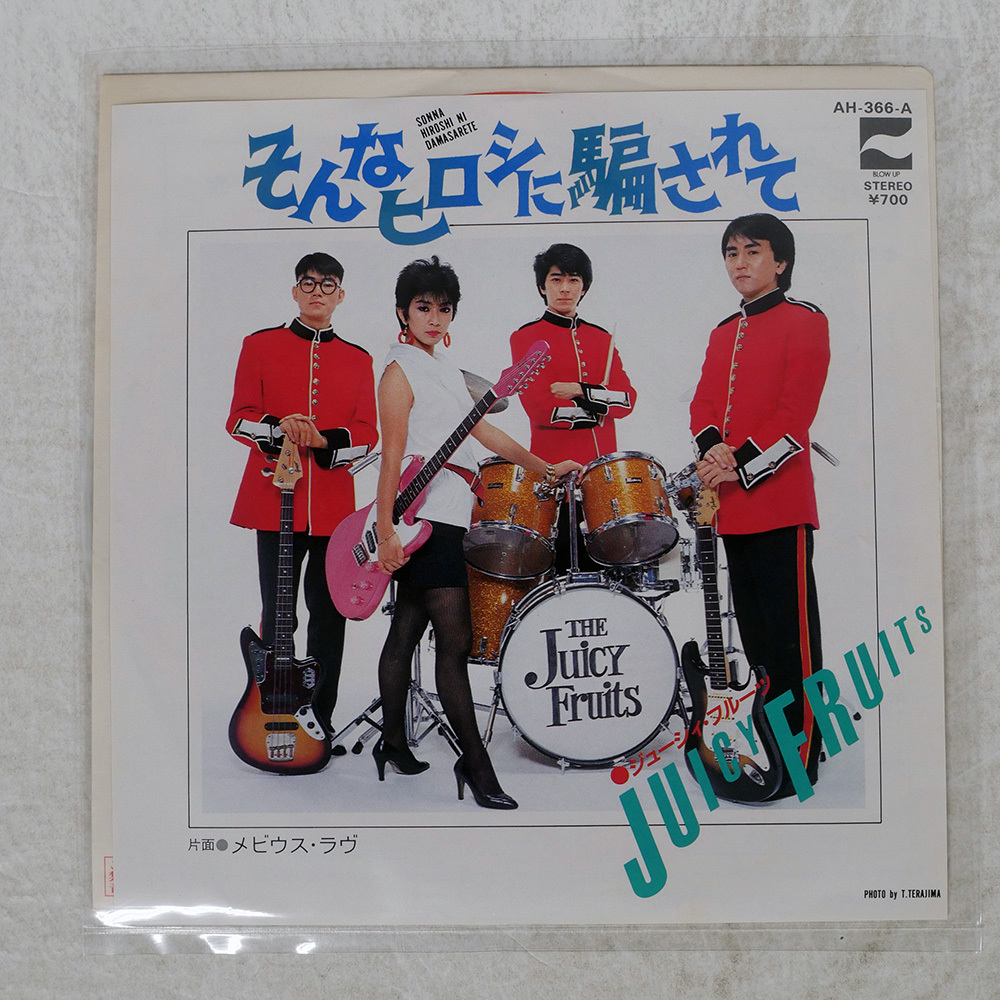 SONNA
HIROSHI NI
DAMASARETE
そんなヒロシに騙されて
AH-366-A
BLOW UP
STEREO
¥700
THE
Juicy
Fruits
●ジューシィ・フルーツ
JUICY FRUITS
片面●メビウス・ラヴ
PHOTO by T.TERAJIMA